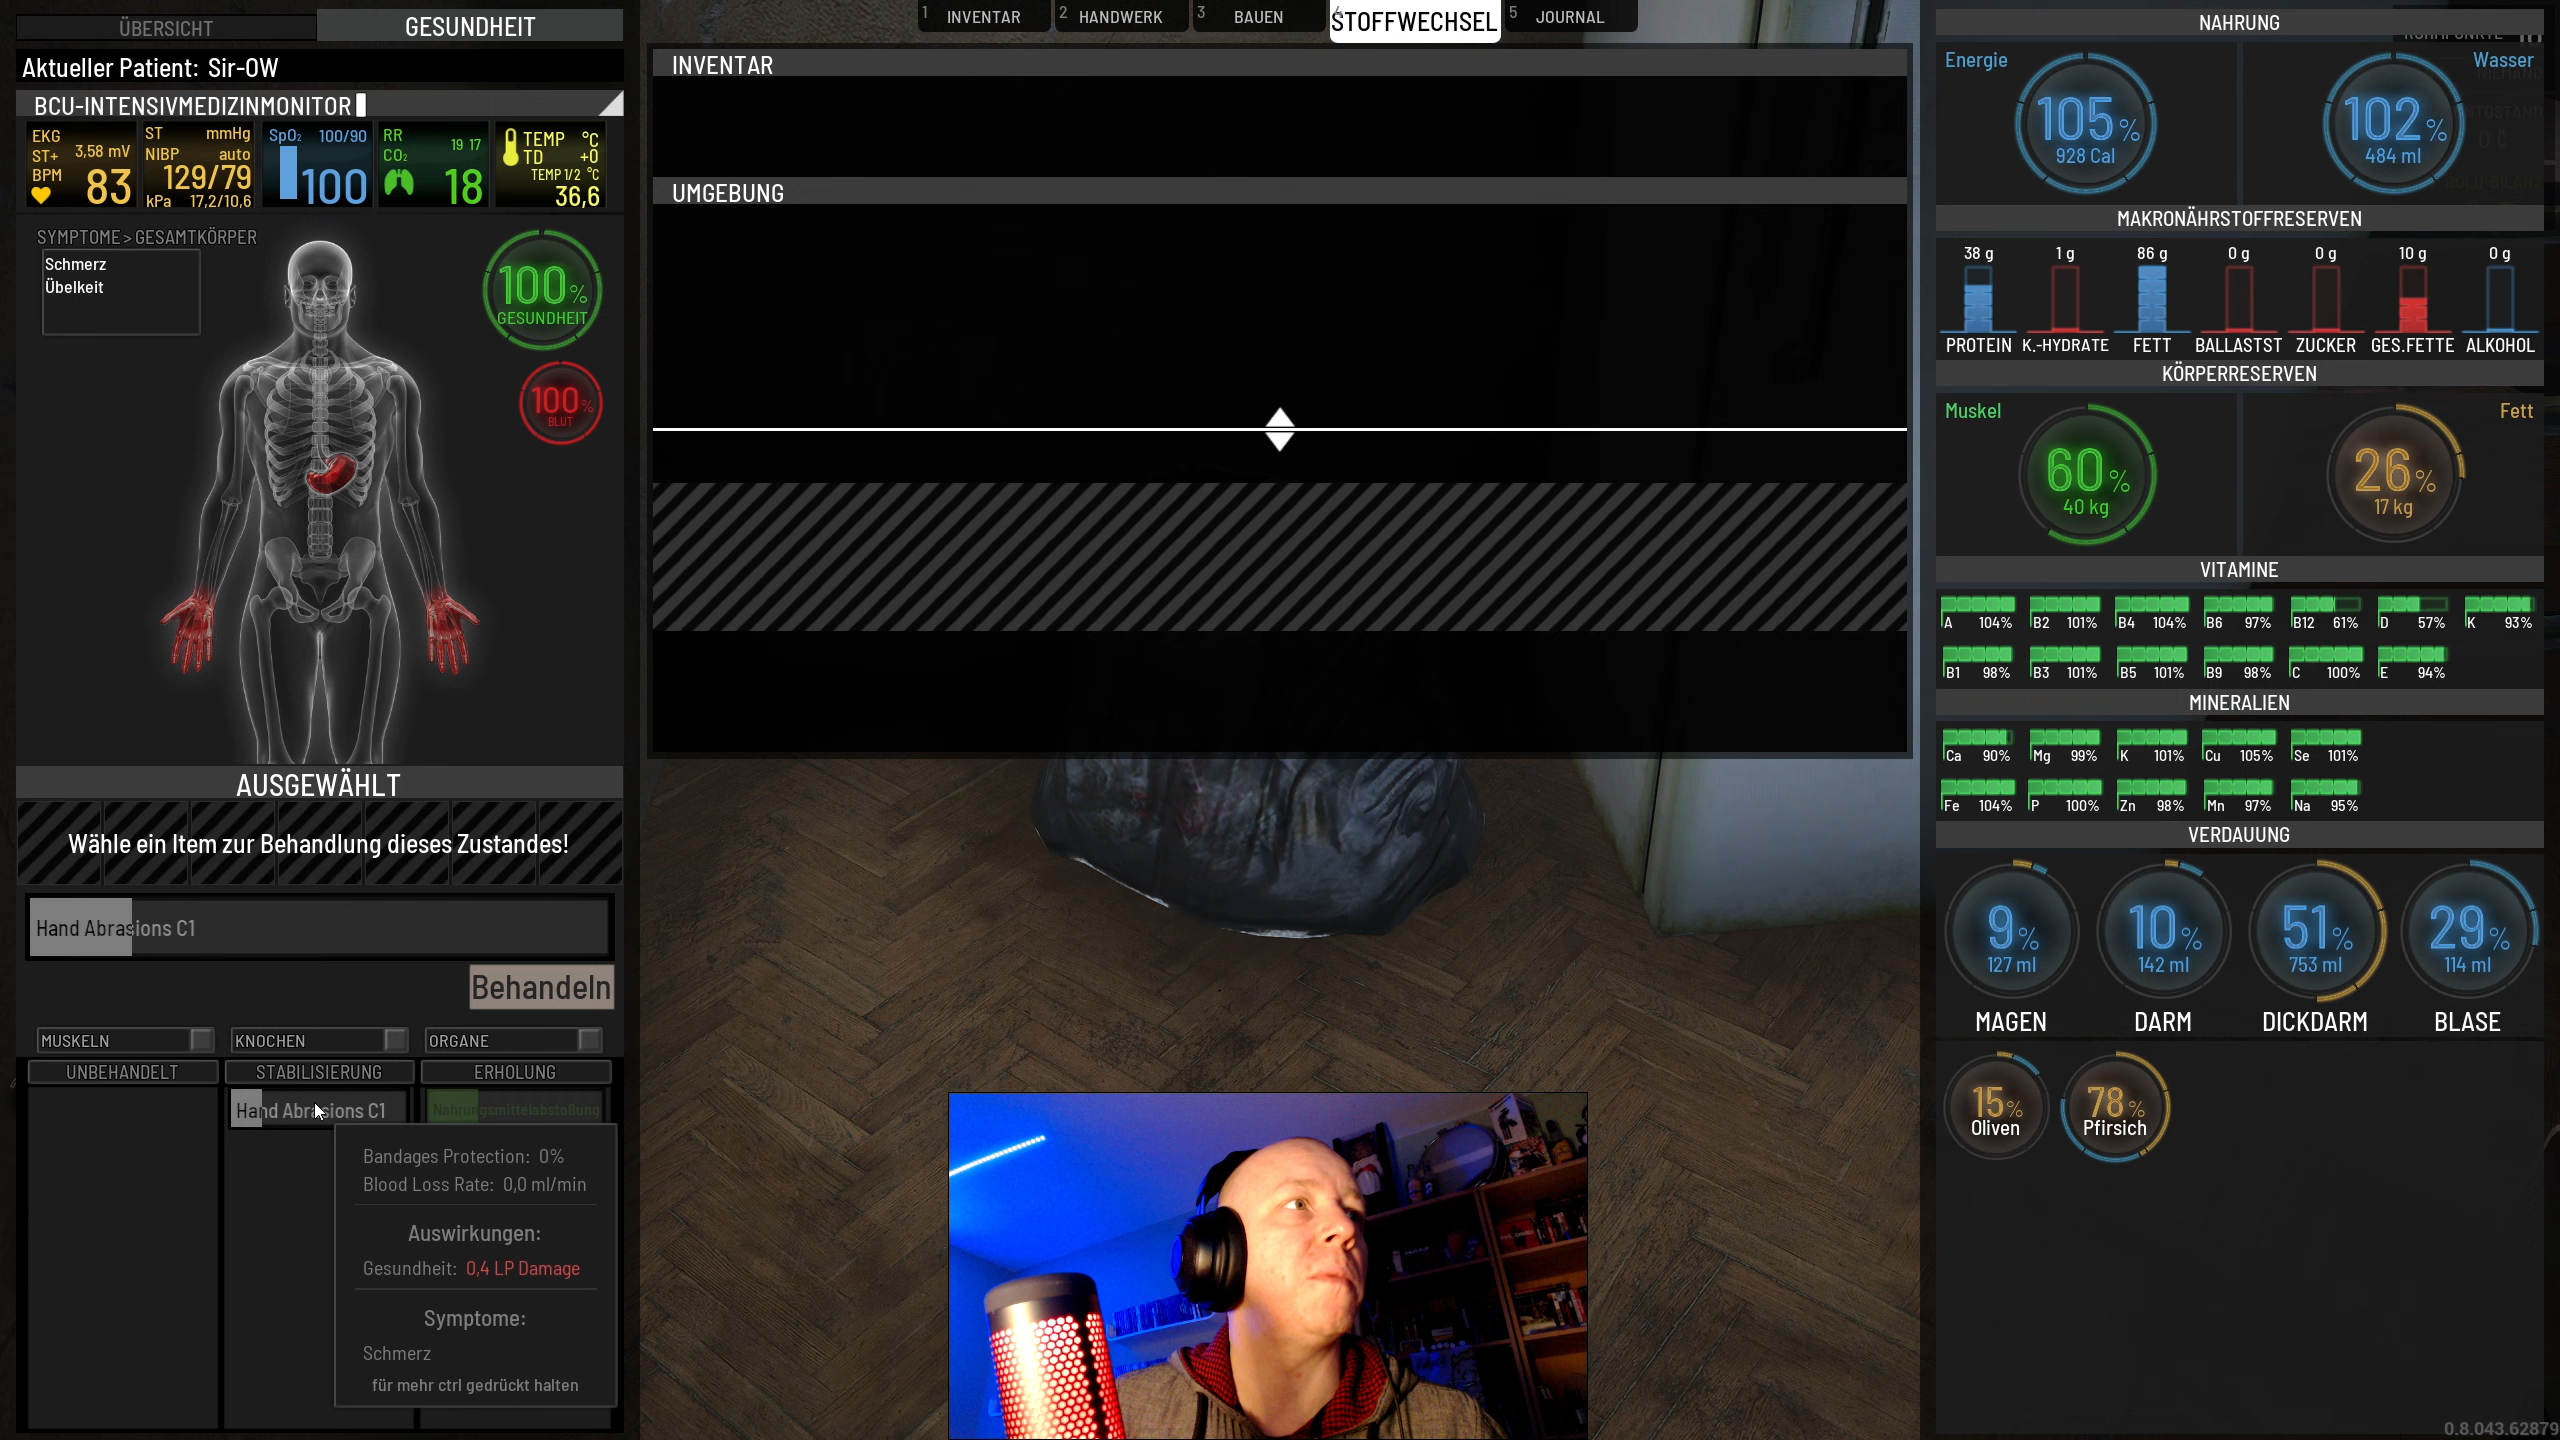 ÜBERSICHT
GESUNDHEIT
Aktueller Patient: Sir-OW
BCU-INTENSIVMEDIZINMONITOR
EKG
ST+ 3,58 mV
BPM 83
ST mmHg
NIBP auto
129/79
kPa 17,2/10,6
SpO₂ 100/90
100
RR 19 17
CO₂
18
TEMP °C
TD +0
TEMP 1/2 °C
36,6
SYMPTOME > GESAMTKÖRPER
Schmerz
Übelkeit
100%
GESUNDHEIT
100%
BLUT
AUSGEWÄHLT
Wähle ein Item zur Behandlung dieses Zustandes!
Hand Abrasions C1
Behandeln
MUSKELN
KNOCHEN
ORGANE
UNBEHANDELT
STABILISIERUNG
ERHOLUNG
Hand Abrasions C1
Nahrungsmittelabstoßung
Bandages Protection: 0%
Blood Loss Rate: 0,0 ml/min
Auswirkungen:
Gesundheit: 0,4 LP Damage
Symptome:
Schmerz
für mehr ctrl gedrückt halten
1 INVENTAR
2 HANDWERK
3 BAUEN
4 STOFFWECHSEL
5 JOURNAL
INVENTAR
UMGEBUNG
NAHRUNG
Energie
105%
928 Cal
Wasser
102%
484 ml
MAKRONÄHRSTOFFRESERVEN
38 g 1 g 86 g 0 g 0 g 10 g 0 g
PROTEIN K.-HYDRATE FETT BALLASTST ZUCKER GES.FETTE ALKOHOL
KÖRPERRESERVEN
Muskel
60%
40 kg
Fett
26%
17 kg
VITAMINE
A 104% B2 101% B4 104% B6 97% B12 61% D 57% K 93%
B1 98% B3 101% B5 101% B9 98% C 100% E 94%
MINERALIEN
Ca 90% Mg 99% K 101% Cu 105% Se 101%
Fe 104% P 100% Zn 98% Mn 97% Na 95%
VERDAUUNG
9% 10% 51% 29%
127 ml 142 ml 753 ml 114 ml
MAGEN DARM DICKDARM BLASE
15% 78%
Oliven Pfirsich
0.8.043.62879